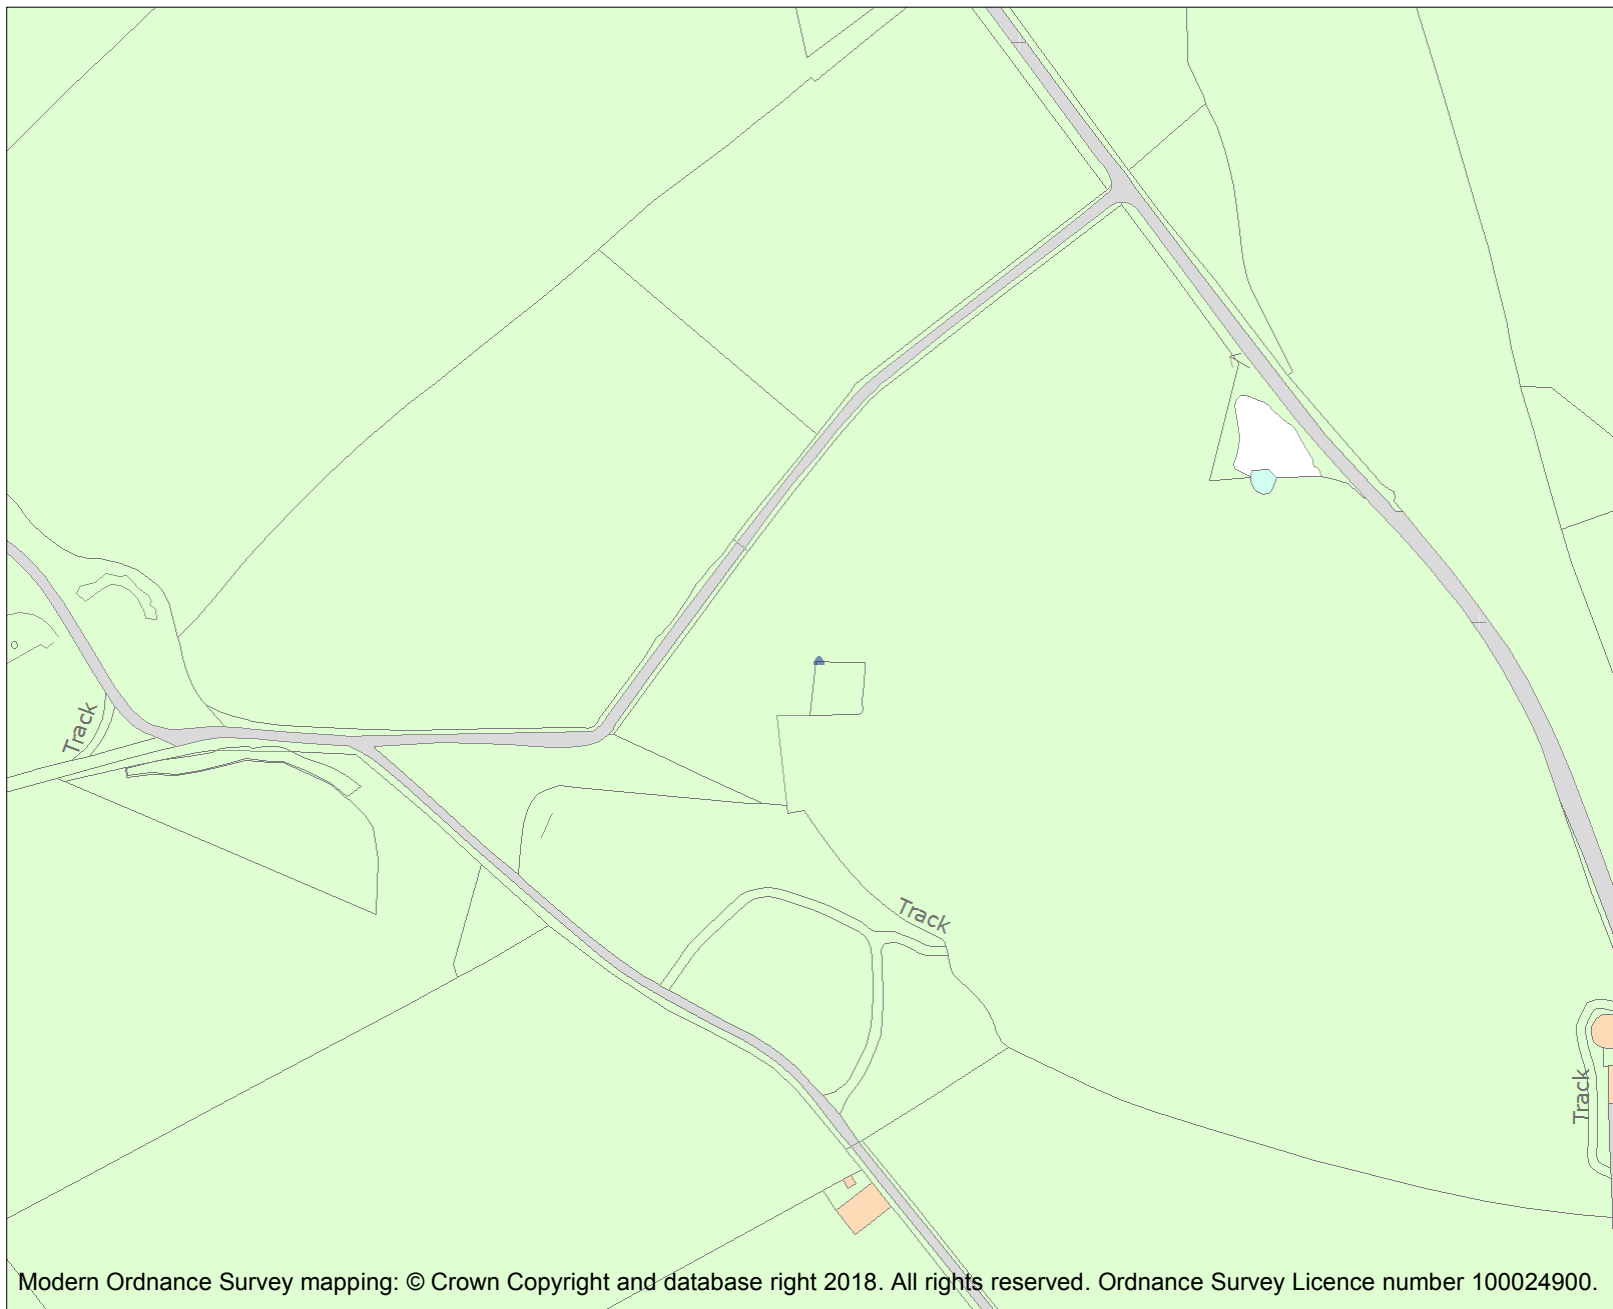 Track
Track
Track
Modern Ordnance Survey mapping: © Crown Copyright and database right 2018. All rights reserved. Ordnance Survey Licence number 100024900.